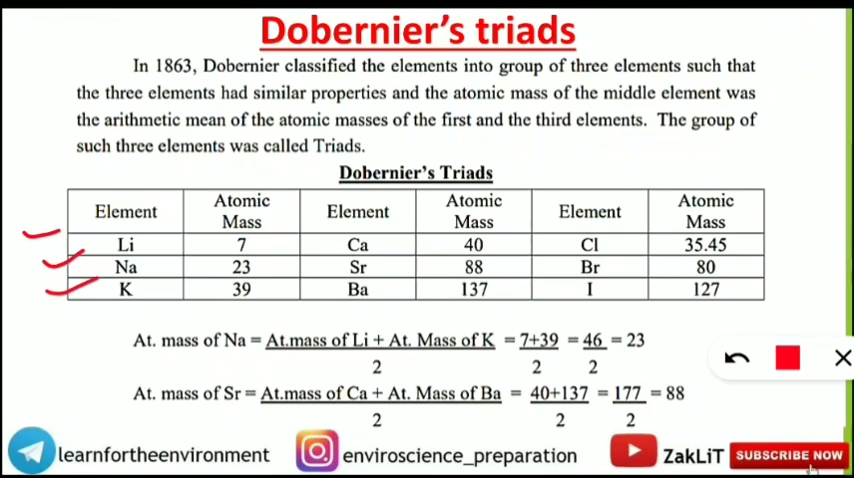 Dobernier's triads
In 1863, Dobernier classified the elements into group of three elements such that
the three elements had similar properties and the atomic mass of the middle element was
the arithmetic mean of the atomic masses of the first and the third elements. The group of
such three elements was called Triads.
Dobernier's Triads
Element Atomic Mass Element Atomic Mass Element Atomic Mass
Li 7 Ca 40 Cl 35.45
Na 23 Sr 88 Br 80
K 39 Ba 137 I 127
At. mass of Na = At.mass of Li + At. Mass of K = 7+39 = 46 = 23
2 2 2
At. mass of Sr = At.mass of Ca + At. Mass of Ba = 40+137 = 177 = 88
2 2 2
learnfortheenvironment enviroscience_preparation ZakLiT SUBSCRIBE NOW